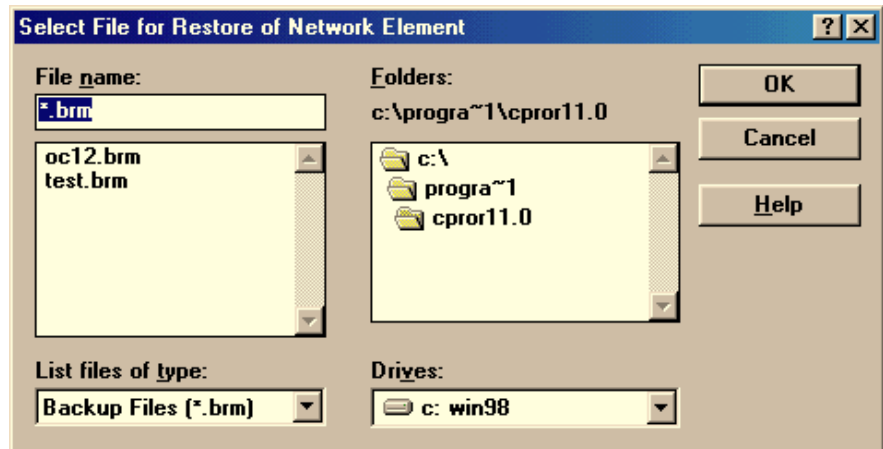 Select File for Restore of Network Element
File name:
*.brm
oc12.brm
test.brm
List files of type:
Backup Files (*.brm)
Folders:
c:\progra~1\cpror11.0
c:\
progra~1
cpror11.0
Drives:
c: win98
OK
Cancel
Help